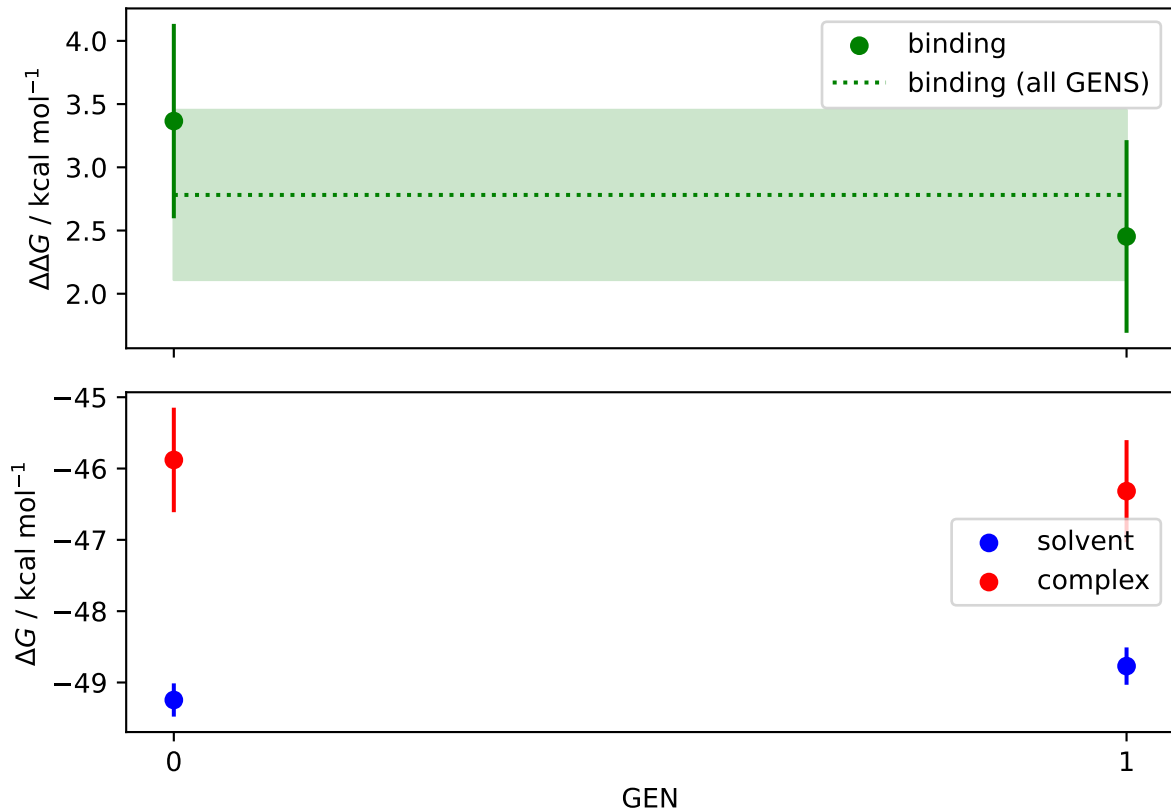 4.0
3.5
3.0
2.5
2.0
ΔΔG / kcal mol⁻¹
binding
binding (all GENS)
−45
−46
−47
−48
−49
ΔG / kcal mol⁻¹
solvent
complex
0
1
GEN